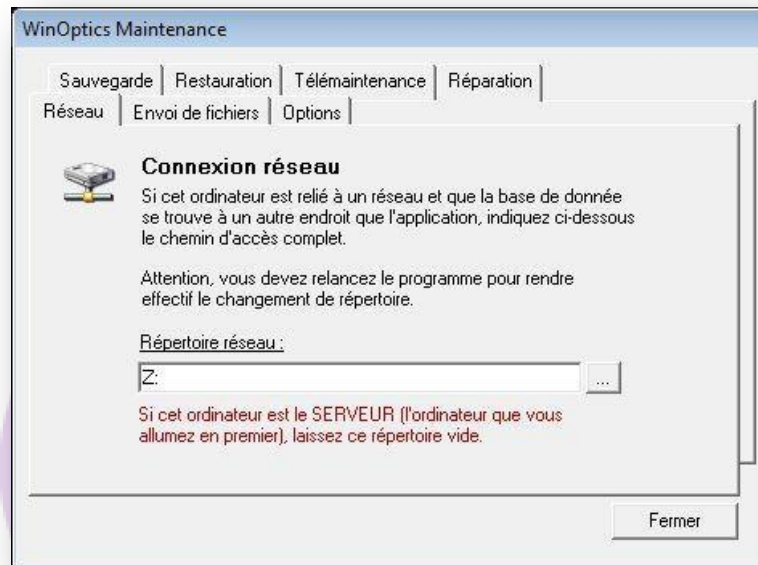 WinOptics Maintenance
Sauvegarde Restauration Télémaintenance Réparation
Réseau Envoi de fichiers Options
Connexion réseau
Si cet ordinateur est relié à un réseau et que la base de donnée
se trouve à un autre endroit que l'application, indiquez ci-dessous
le chemin d'accès complet.
Attention, vous devez relancez le programme pour rendre
effectif le changement de répertoire.
Répertoire réseau :
Z:
...
Si cet ordinateur est le SERVEUR (l'ordinateur que vous
allumez en premier), laissez ce répertoire vide.
Fermer